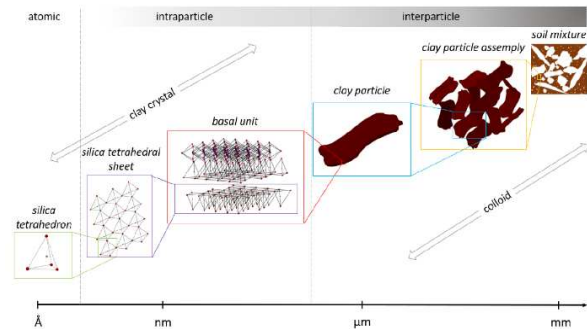 atomic
intraparticle
interparticle
soil mixture
clay particle assemply
clay particle
clay crystal
basal unit
silica tetrahedral
sheet
silica
tetrahedron
colloid
Å
nm
μm
mm